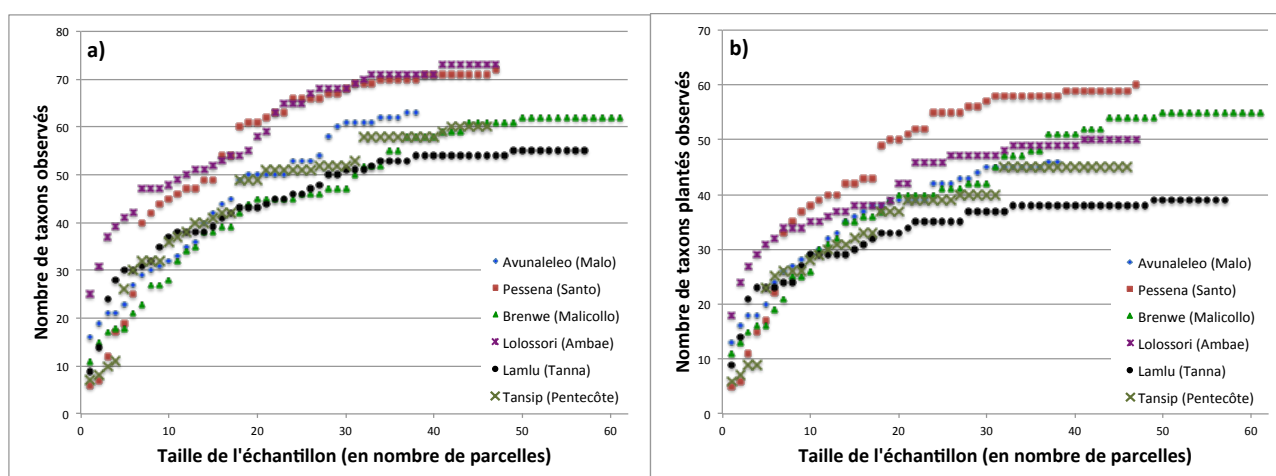 a)
Nombre de taxons observés
80
70
60
50
40
30
20
10
0
0 10 20 30 40 50 60
Taille de l'échantillon (en nombre de parcelles)
Avunaleleo (Malo)
Pessena (Santo)
Brenwe (Malicollo)
Lolossori (Ambae)
Lamlu (Tanna)
Tansip (Pentecôte)
b)
Nombre de taxons plantés observés
70
60
50
40
30
20
10
0
0 10 20 30 40 50 60
Taille de l'échantillon (en nombre de parcelles)
Avunaleleo (Malo)
Pessena (Santo)
Brenwe (Malicollo)
Lolossori (Ambae)
Lamlu (Tanna)
Tansip (Pentecôte)